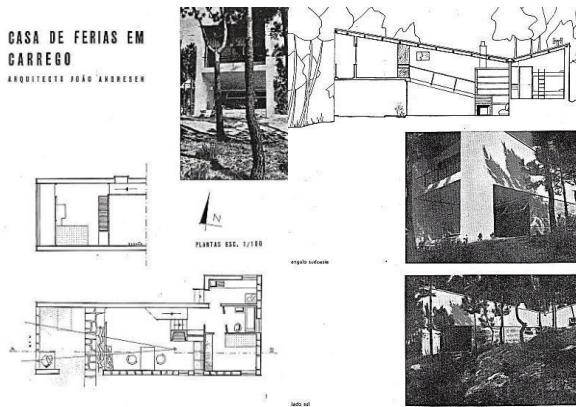 CASA DE FERIAS EM
CARREGO
ARQUITECTO JOÃO ANDRESEN
N
PLANTAS ESC. 1/100
angulo sudoeste
lado sul